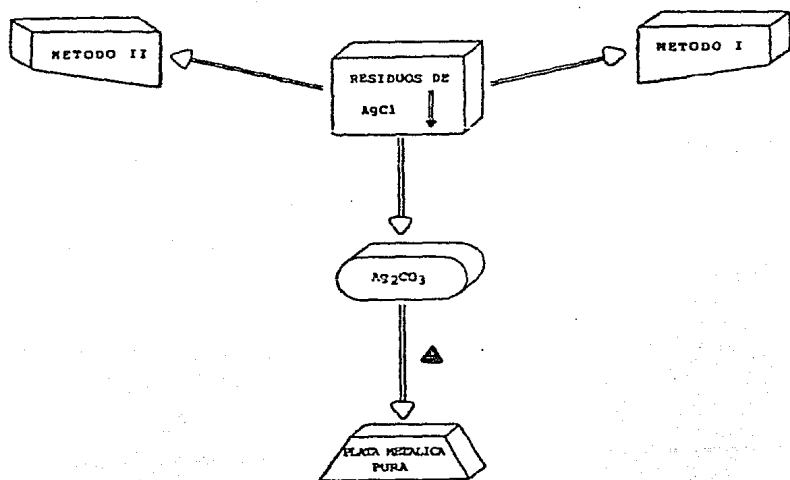 METODO II
METODO I
RESIDUOS DE
AgCl ↓
Ag₂CO₃
Δ
PLATA METALICA
PURA